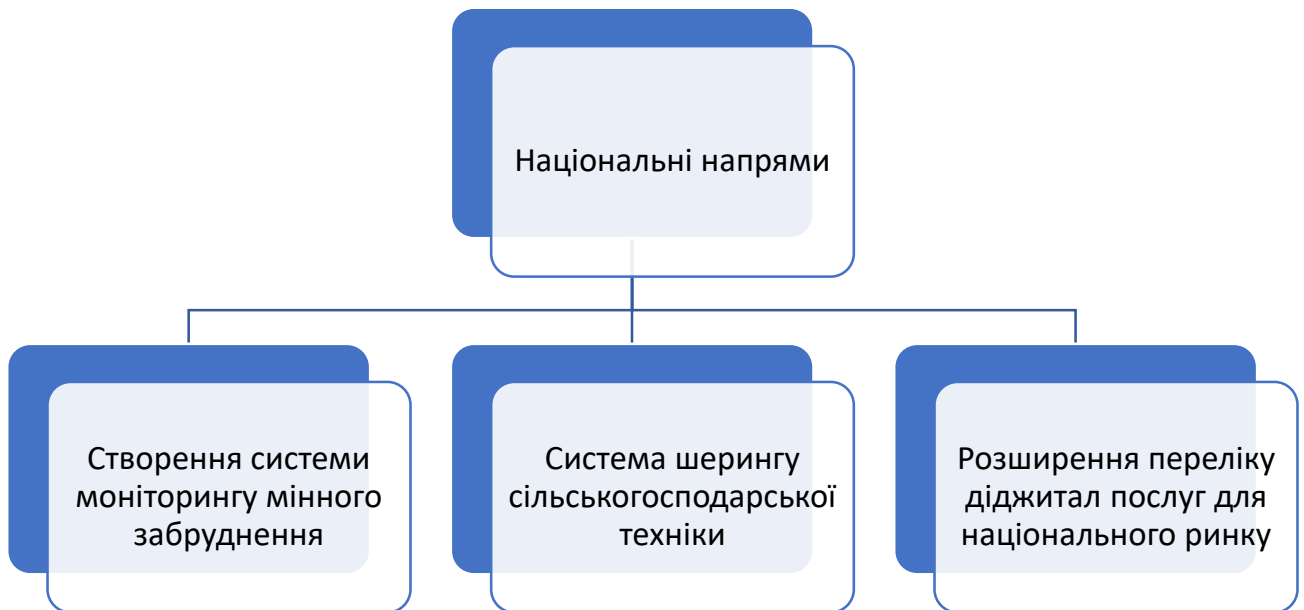 Національні напрями
Створення системи
моніторингу мінного
забруднення
Система шерингу
сільськогосподарської
техніки
Розширення переліку
діджитал послуг для
національного ринку